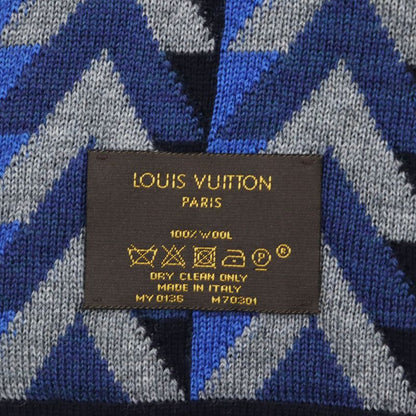 LOUIS VUITTON
PARIS
100% WOOL
P ®
DRY CLEAN ONLY
MADE IN ITALY
MY 0136 M70301